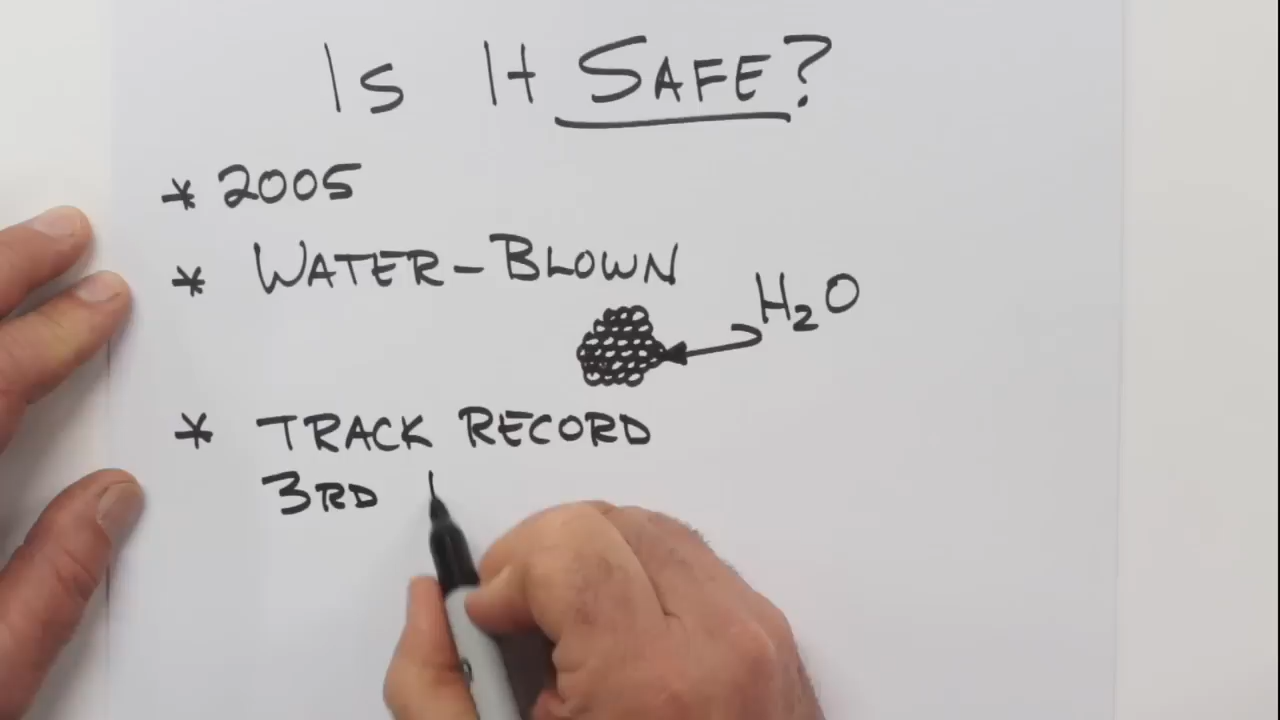 Is It SAFE?
* 2005
* WATER-BLOWN
H₂O
* TRACK RECORD
3RD